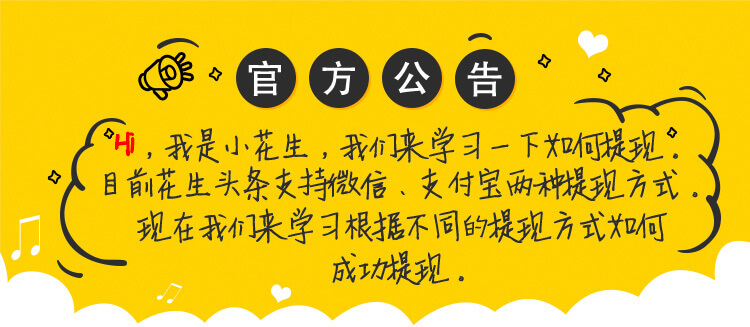 官方公告
Hi，我是小花生，我们来学习一下如何提现。
目前花生头条支持微信、支付宝两种提现方式。
现在我们来学习根据不同的提现方式如何
成功提现。